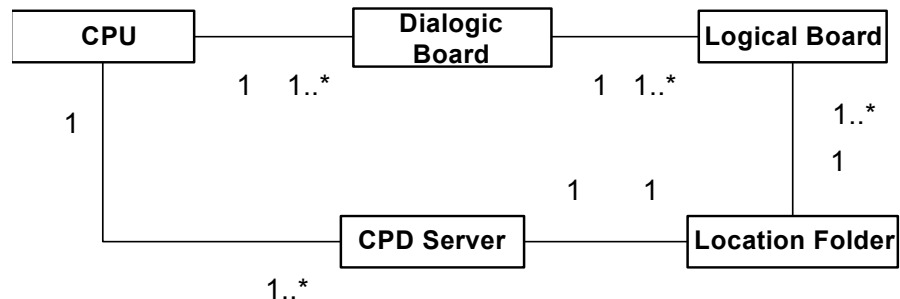 CPU
Dialogic
Board
Logical Board
1 1..*
1 1..*
1
1..*
1
1 1
CPD Server
Location Folder
1..*